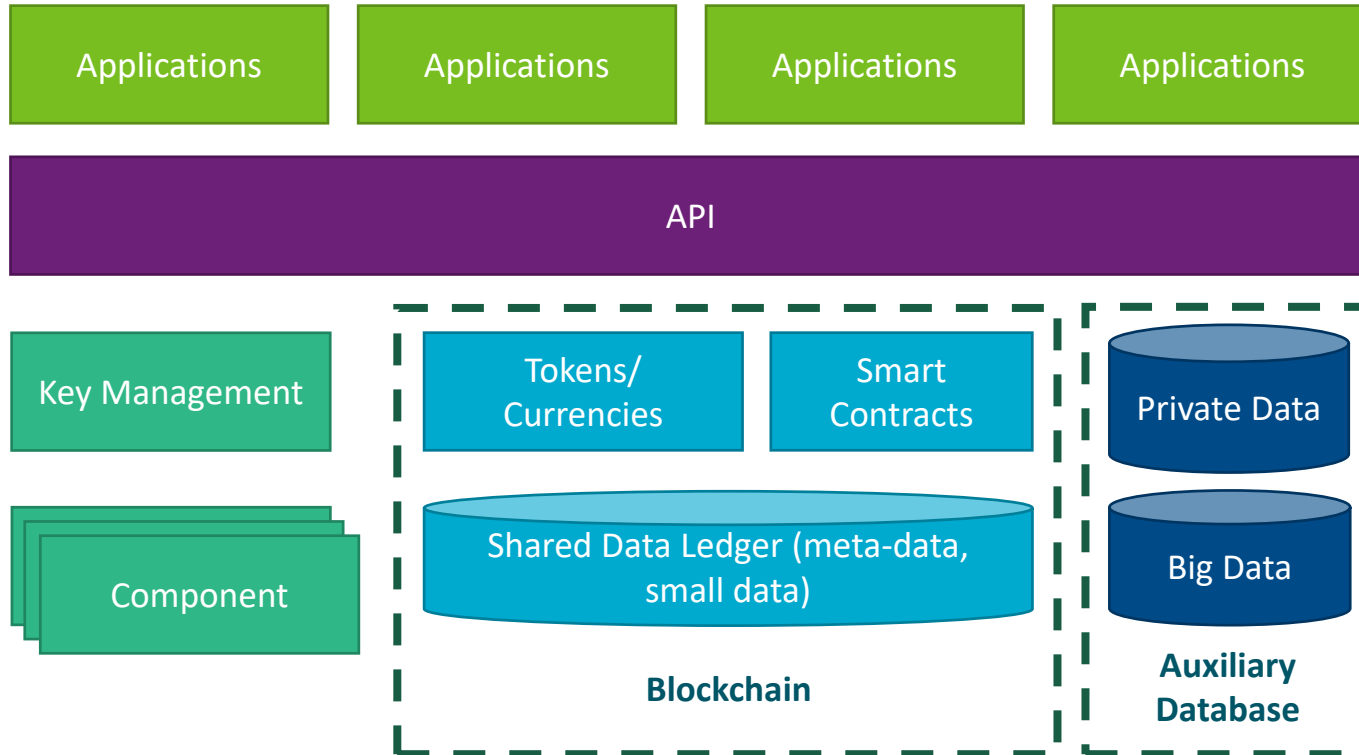 Applications
Applications
Applications
Applications
API
Key Management
Tokens/
Currencies
Smart
Contracts
Private Data
Component
Shared Data Ledger (meta-data,
small data)
Big Data
Blockchain
Auxiliary
Database